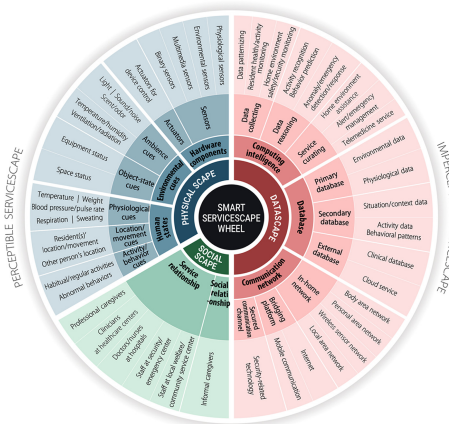 SMART
SERVICESCAPE
WHEEL
PHYSICAL SCAPE
DATASCAPE
SOCIAL
SCAPE
PERCEPTIBLE SERVICESCAPE
Hardware
components
Environmental
cues
Human
states
Sensors
Actuators
Ambience
cues
Object-state
cues
Physiological
cues
Location/
movement
cues
Activity/
behavior
cues
Physical sensors
Environmental sensors
Multimedia sensors
Binary sensors
Actuators for
device control
Light | Sound/noise
Scent/odor
Temperature/humidity
Ventilation/radiation
Equipment status
Space status
Temperature | Weight
Blood pressure/pulse rate
Respiration | Sweating
Resident(s)'
location/movement
Other person's location
Habitual/regular activities
Abnormal behaviors
Service
relationship
Social
relati
onship
Professional caregivers
Clinicians
at healthcare centers
Doctors/nurses
at hospitals
Staff at security/
emergency center
Staff at local welfare/
community service center
Informal caregivers
Computing
intelligence
Database
Communication
network
Data
collecting
Data
reasoning
Service
curating
Primary
database
Secondary
database
External
database
In-home
network
Bridging
platform
Secured
communication
channel
Data patternizing
Resident health/activity
monitoring
Home environment
safety/security monitoring
Activity recognition
Behavior prediction
Anomaly/emergency
detection/response
Home environment
assistance
Alert/emergency
management
Telemedicine service
Environmental data
Physiological data
Situation/context data
Activity data
Behavioral patterns
Clinical database
Cloud service
Body area network
Personal area network
Wireless sensor network
Local area network
Internet
Mobile communication
Security-related
technology